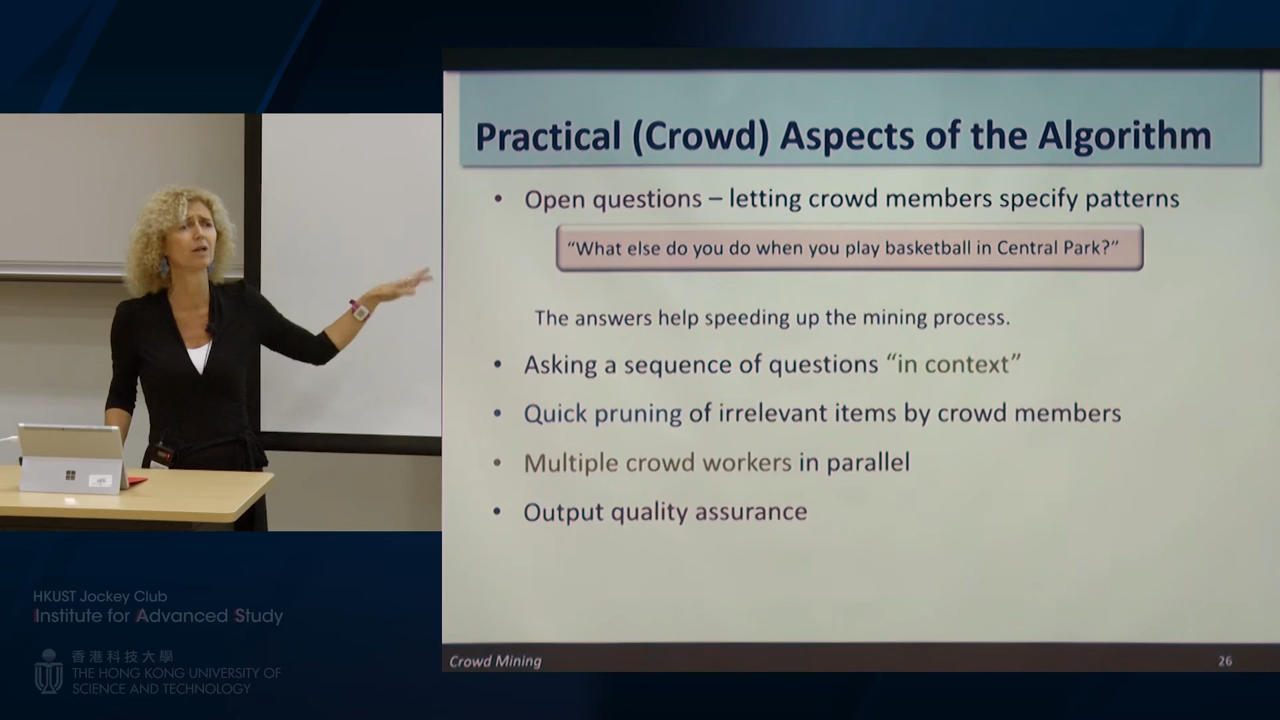 Practical (Crowd) Aspects of the Algorithm
• Open questions – letting crowd members specify patterns
“What else do you do when you play basketball in Central Park?”
The answers help speeding up the mining process.
• Asking a sequence of questions “in context”
• Quick pruning of irrelevant items by crowd members
• Multiple crowd workers in parallel
• Output quality assurance
Crowd Mining
26
HKUST Jockey Club
Institute for Advanced Study
香港科技大學
THE HONG KONG UNIVERSITY OF
SCIENCE AND TECHNOLOGY